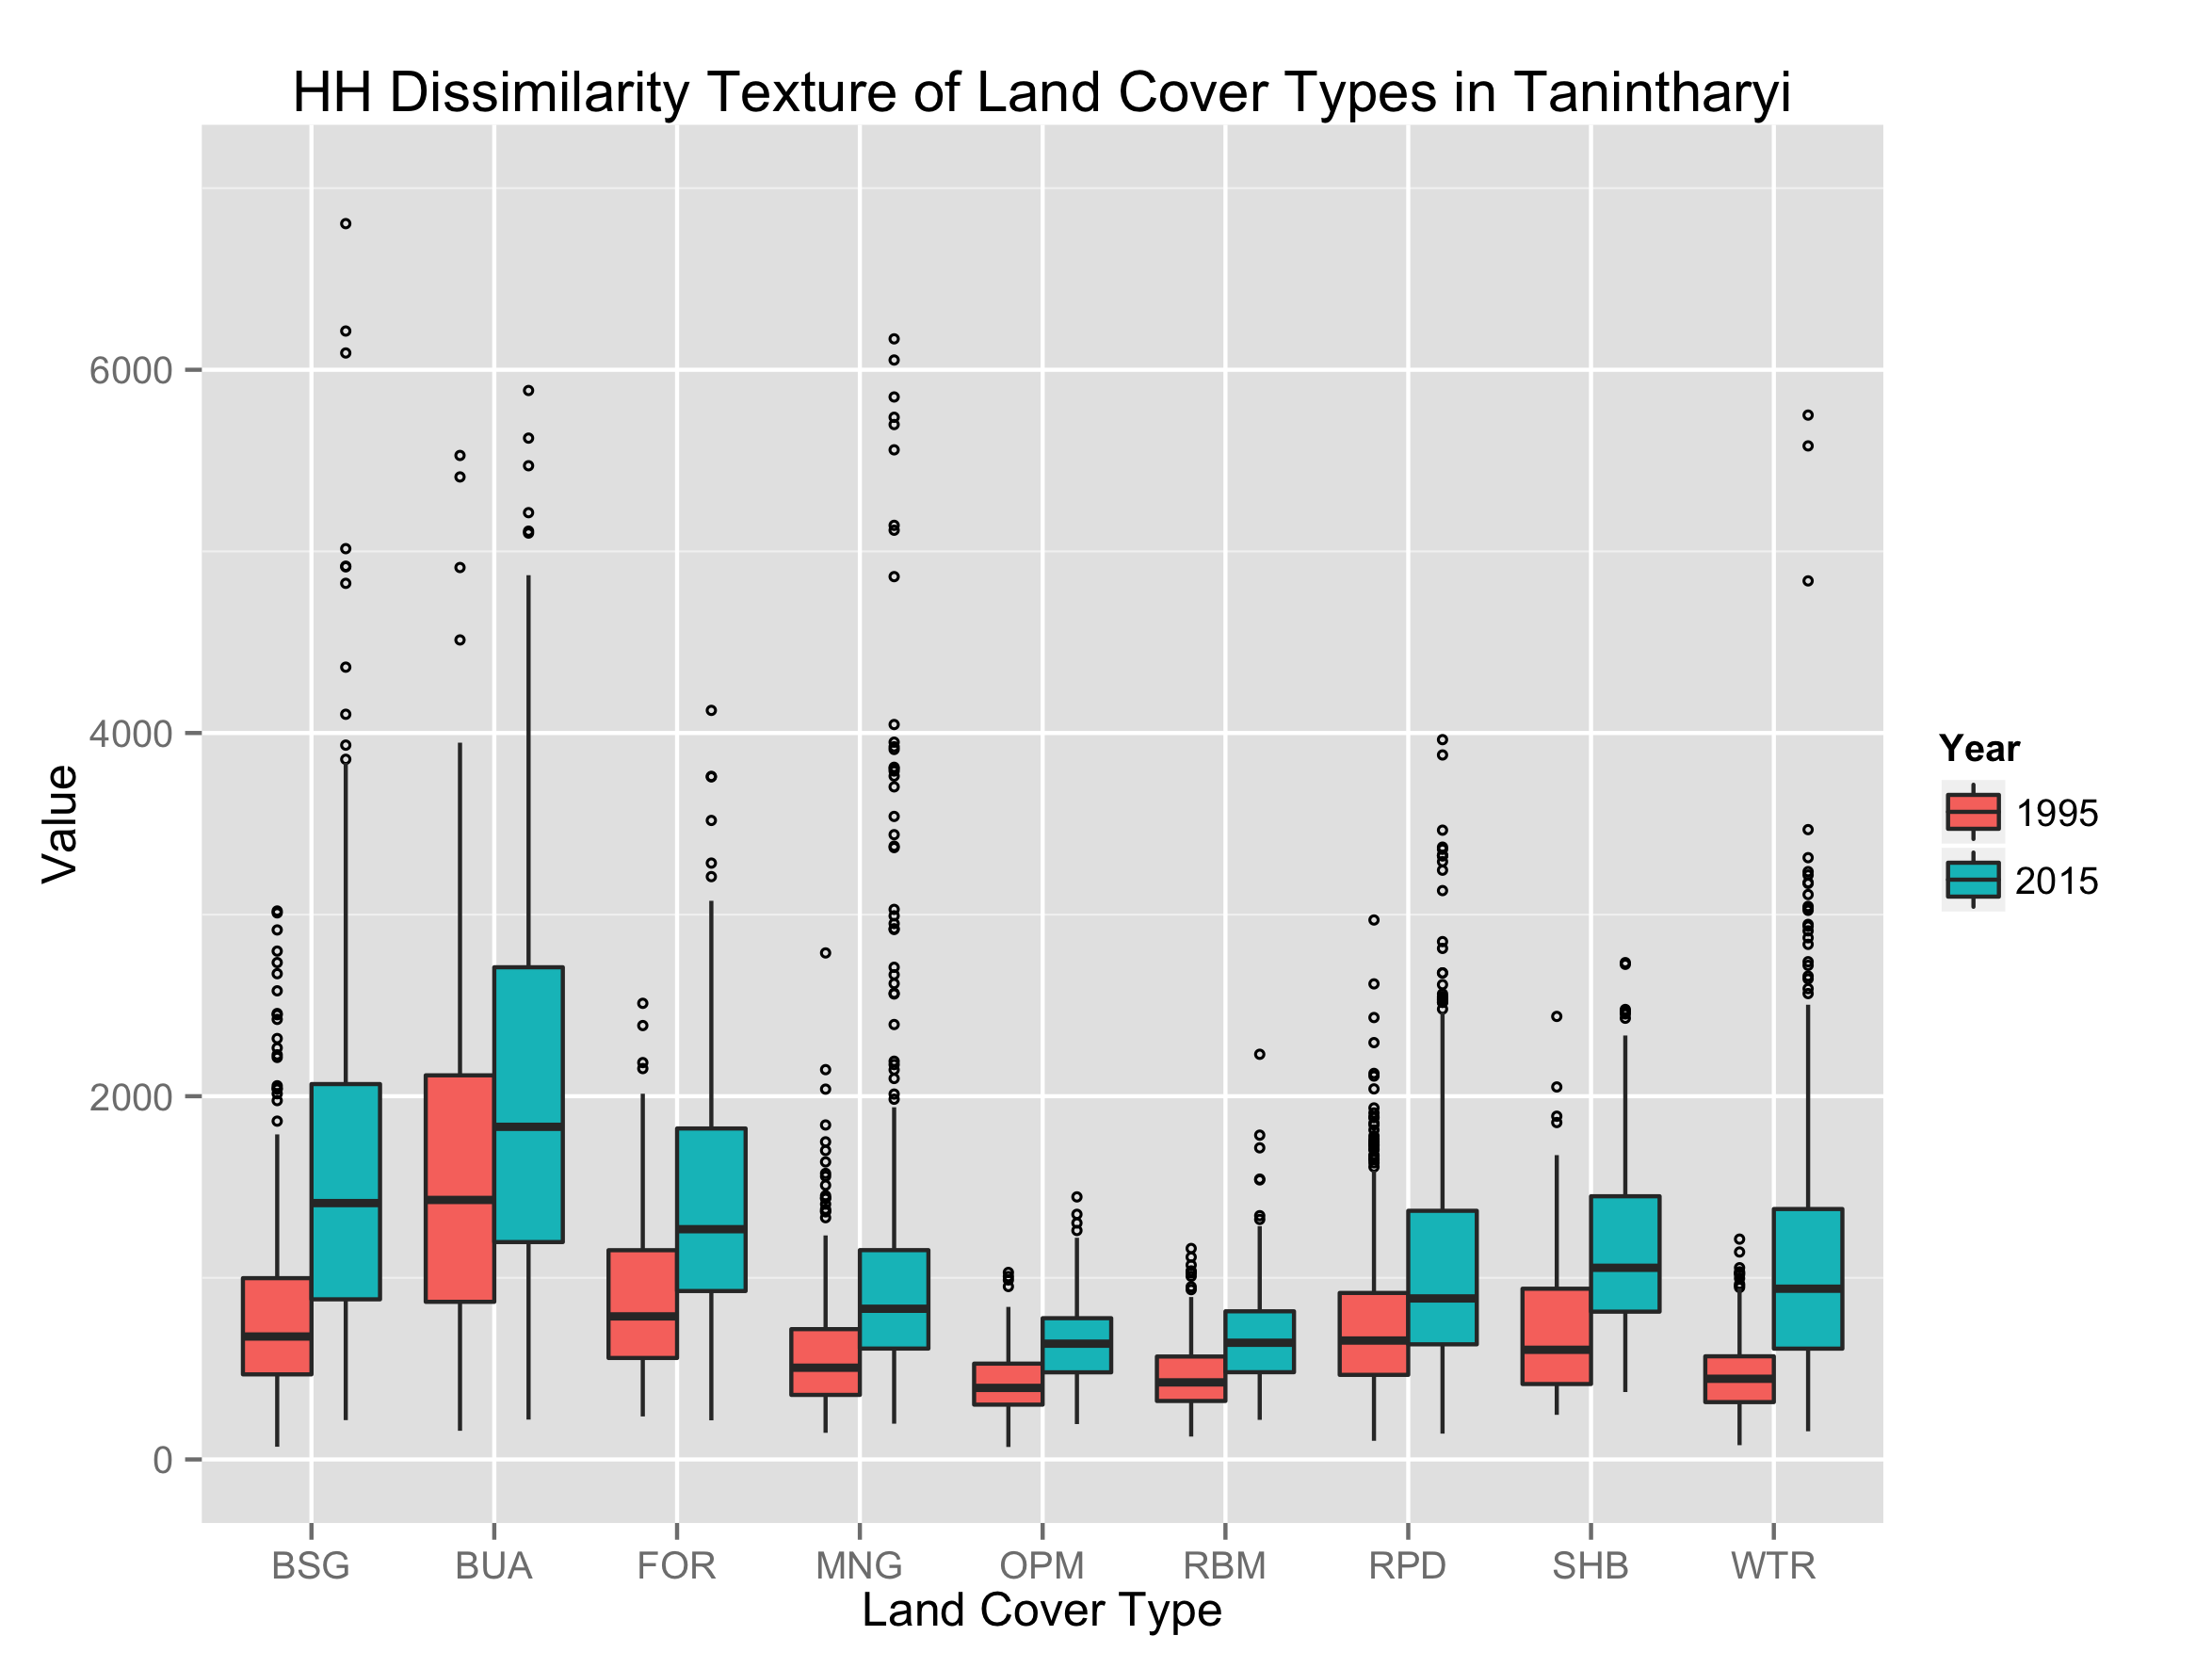 HH Dissimilarity Texture of Land Cover Types in Tanintharyi
6000
4000
2000
0
Value
BSG BUA FOR MNG OPM RBM RPD SHB WTR
Land Cover Type
Year
1995
2015